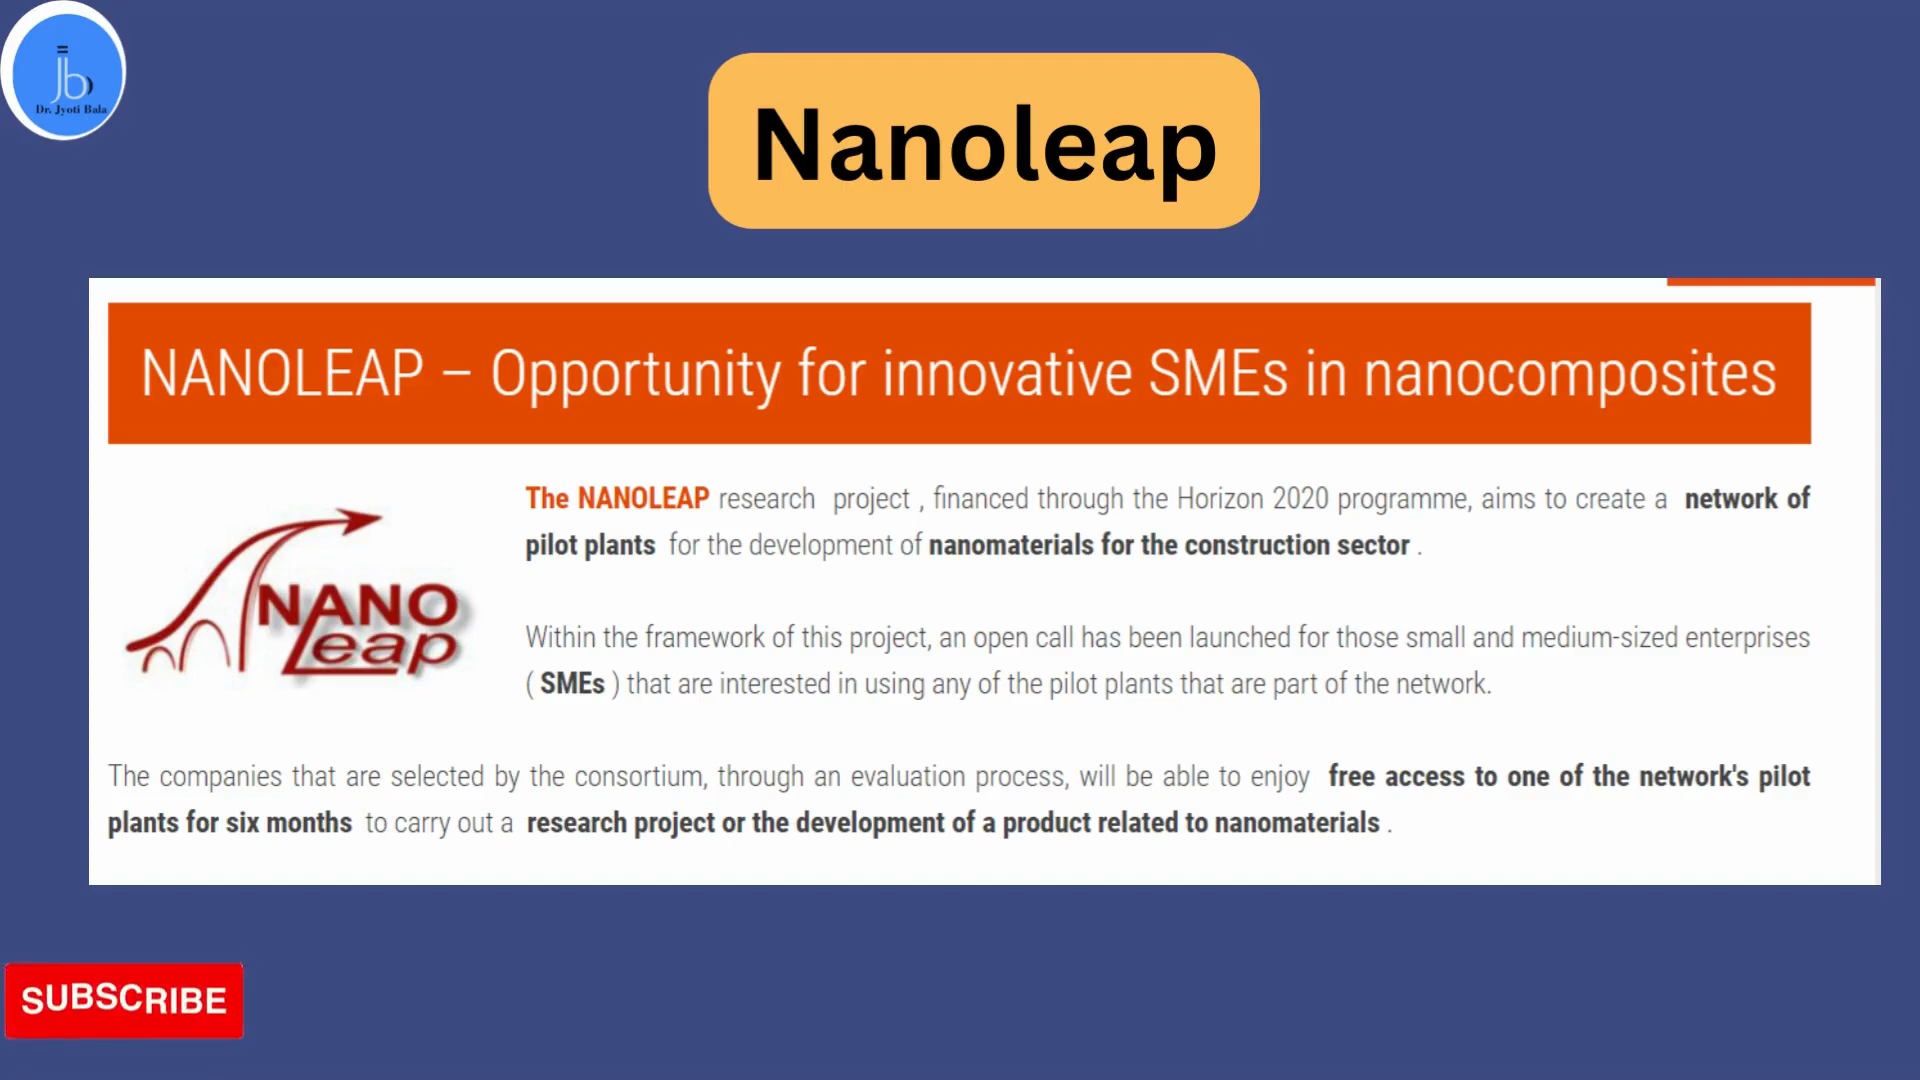 jb
Dr. Jyoti Bala
Nanoleap
NANOLEAP – Opportunity for innovative SMEs in nanocomposites
NANO
Leap
The NANOLEAP research project , financed through the Horizon 2020 programme, aims to create a network of
pilot plants for the development of nanomaterials for the construction sector .
Within the framework of this project, an open call has been launched for those small and medium-sized enterprises
( SMEs ) that are interested in using any of the pilot plants that are part of the network.
The companies that are selected by the consortium, through an evaluation process, will be able to enjoy free access to one of the network's pilot
plants for six months to carry out a research project or the development of a product related to nanomaterials .
SUBSCRIBE